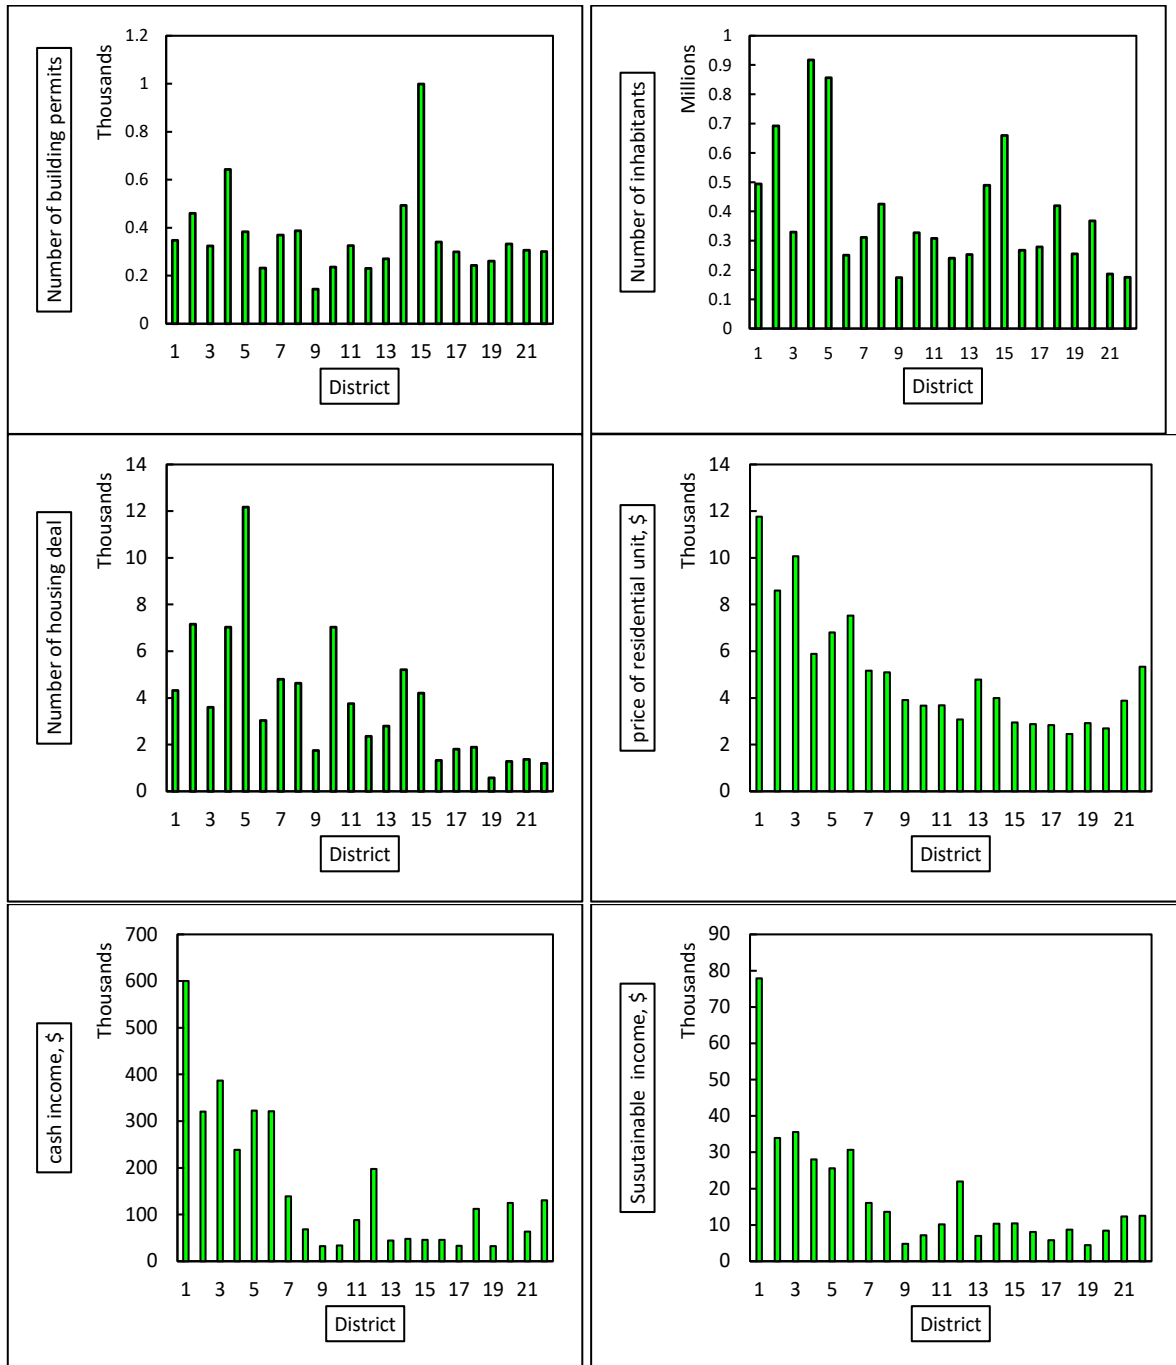 Number of building permits
Thousands
1.2
1
0.8
0.6
0.4
0.2
0
1 3 5 7 9 11 13 15 17 19 21
District
Number of inhabitants
Millions
1
0.9
0.8
0.7
0.6
0.5
0.4
0.3
0.2
0.1
0
1 3 5 7 9 11 13 15 17 19 21
District
Number of housing deal
Thousands
14
12
10
8
6
4
2
0
1 3 5 7 9 11 13 15 17 19 21
District
price of residential unit, $
Thousands
14
12
10
8
6
4
2
0
1 3 5 7 9 11 13 15 17 19 21
District
cash income, $
Thousands
700
600
500
400
300
200
100
0
1 3 5 7 9 11 13 15 17 19 21
District
Susutainable income, $
Thousands
90
80
70
60
50
40
30
20
10
0
1 3 5 7 9 11 13 15 17 19 21
District